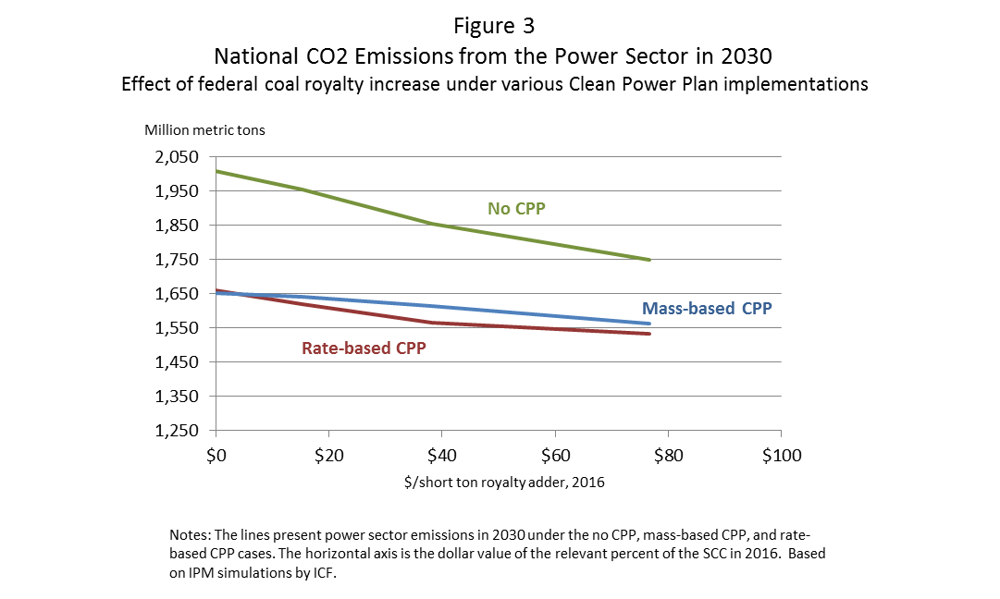 Figure 3
National CO2 Emissions from the Power Sector in 2030
Effect of federal coal royalty increase under various Clean Power Plan implementations
Million metric tons
2,050
1,950
1,850
1,750
1,650
1,550
1,450
1,350
1,250
No CPP
Mass-based CPP
Rate-based CPP
$0 $20 $40 $60 $80 $100
$/short ton royalty adder, 2016
Notes: The lines present power sector emissions in 2030 under the no CPP, mass-based CPP, and rate-
based CPP cases. The horizontal axis is the dollar value of the relevant percent of the SCC in 2016.  Based
on IPM simulations by ICF.